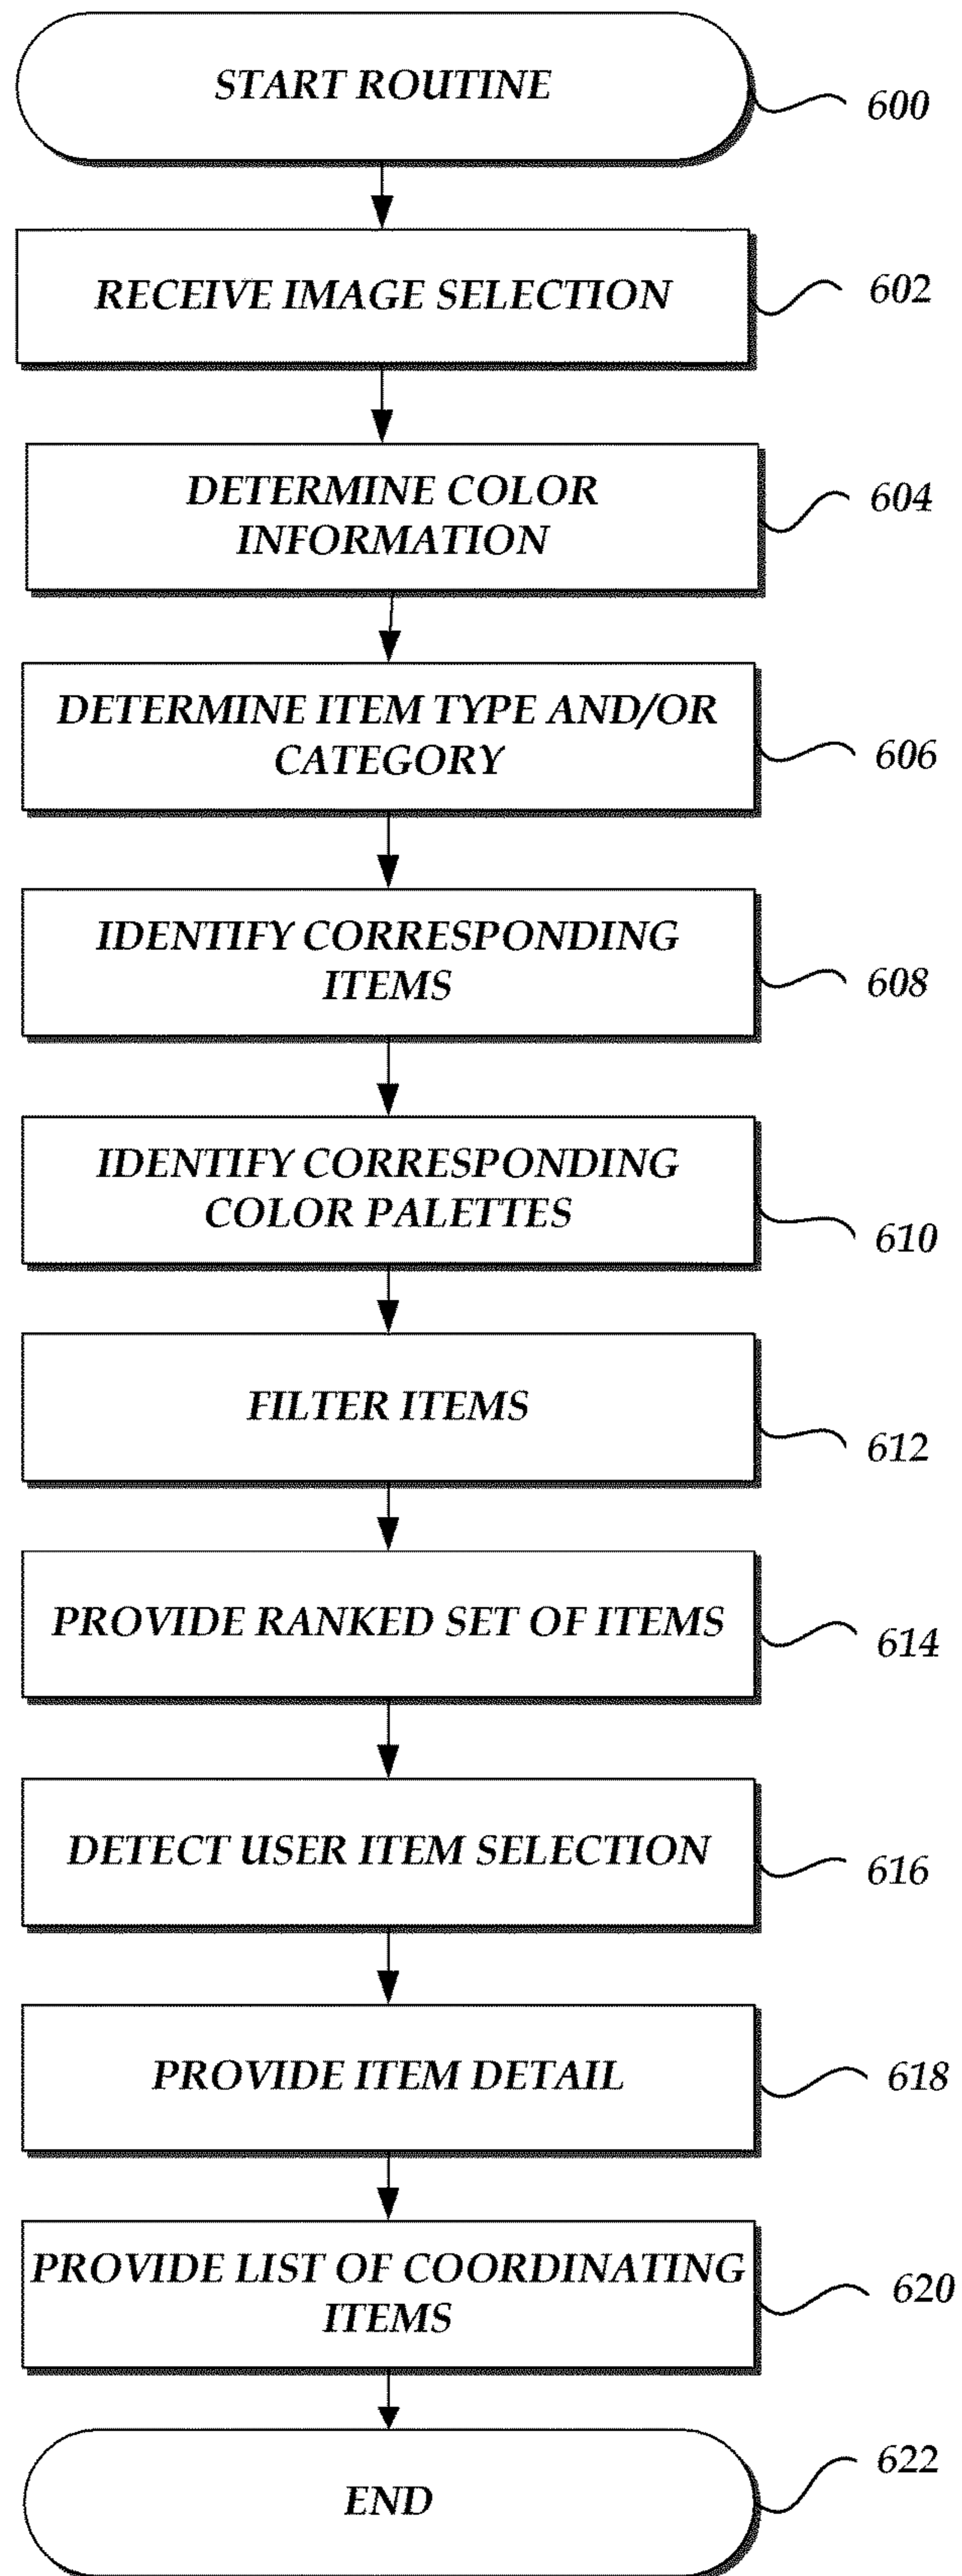 START ROUTINE
600
RECEIVE IMAGE SELECTION
602
DETERMINE COLOR
INFORMATION
604
DETERMINE ITEM TYPE AND/OR
CATEGORY
606
IDENTIFY CORRESPONDING
ITEMS
608
IDENTIFY CORRESPONDING
COLOR PALETTES
610
FILTER ITEMS
612
PROVIDE RANKED SET OF ITEMS
614
DETECT USER ITEM SELECTION
616
PROVIDE ITEM DETAIL
618
PROVIDE LIST OF COORDINATING
ITEMS
620
END
622